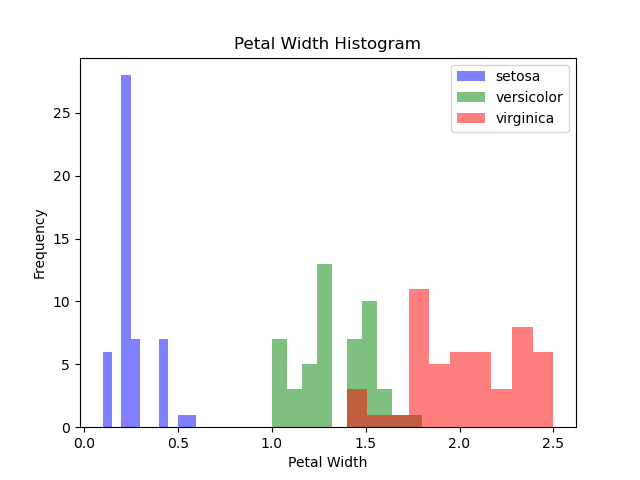 Petal Width Histogram
setosa
versicolor
virginica
Frequency
25
20
15
10
5
0
0.0 0.5 1.0 1.5 2.0 2.5
Petal Width